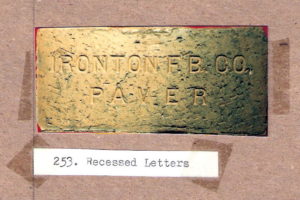 IRONTON F.B. CO.
PAVER
253. Recessed Letters